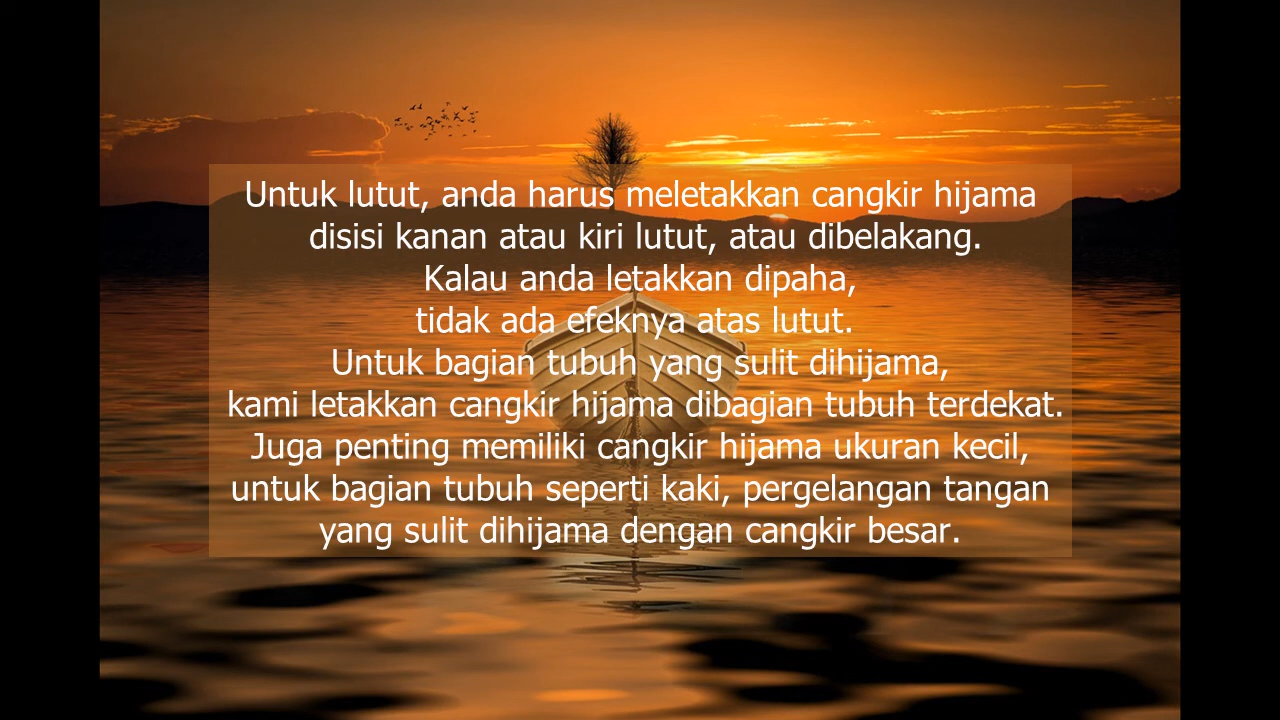 Untuk lutut, anda harus meletakkan cangkir hijama
disisi kanan atau kiri lutut, atau dibelakang.
Kalau anda letakkan dipaha,
tidak ada efeknya atas lutut.
Untuk bagian tubuh yang sulit dihijama,
kami letakkan cangkir hijama dibagian tubuh terdekat.
Juga penting memiliki cangkir hijama ukuran kecil,
untuk bagian tubuh seperti kaki, pergelangan tangan
yang sulit dihijama dengan cangkir besar.